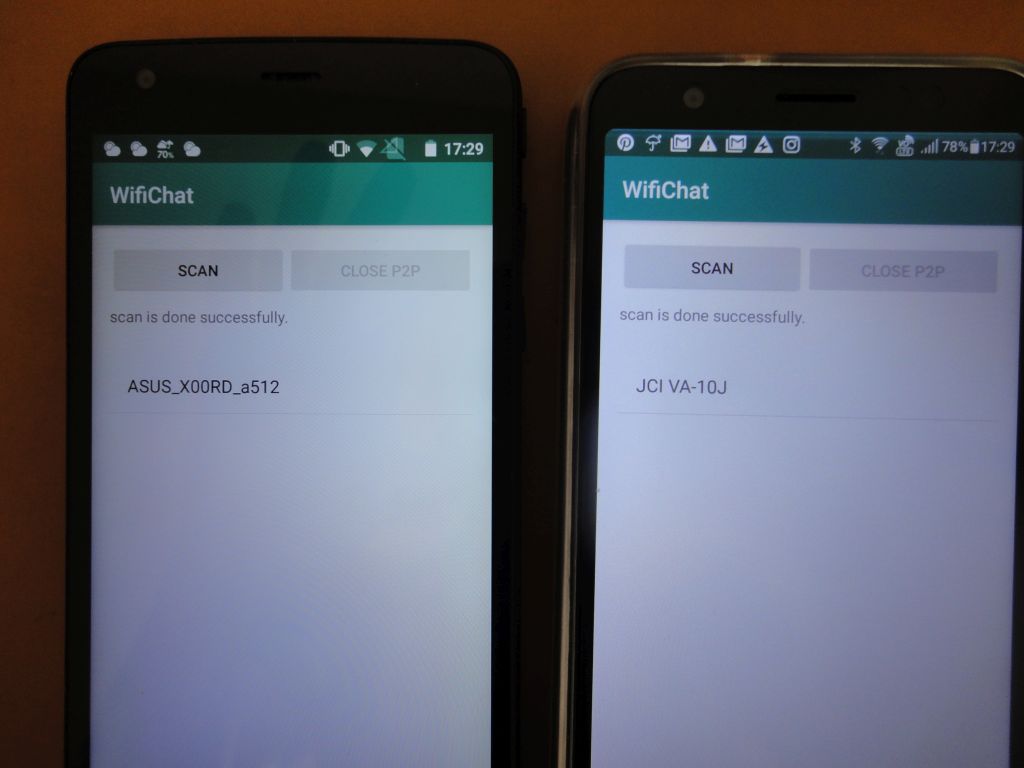 70%
17:29
WifiChat
SCAN
CLOSE P2P
scan is done successfully.
ASUS_X00RD_a512
78%
17:29
WifiChat
SCAN
CLOSE P2P
scan is done successfully.
JCI VA-10J